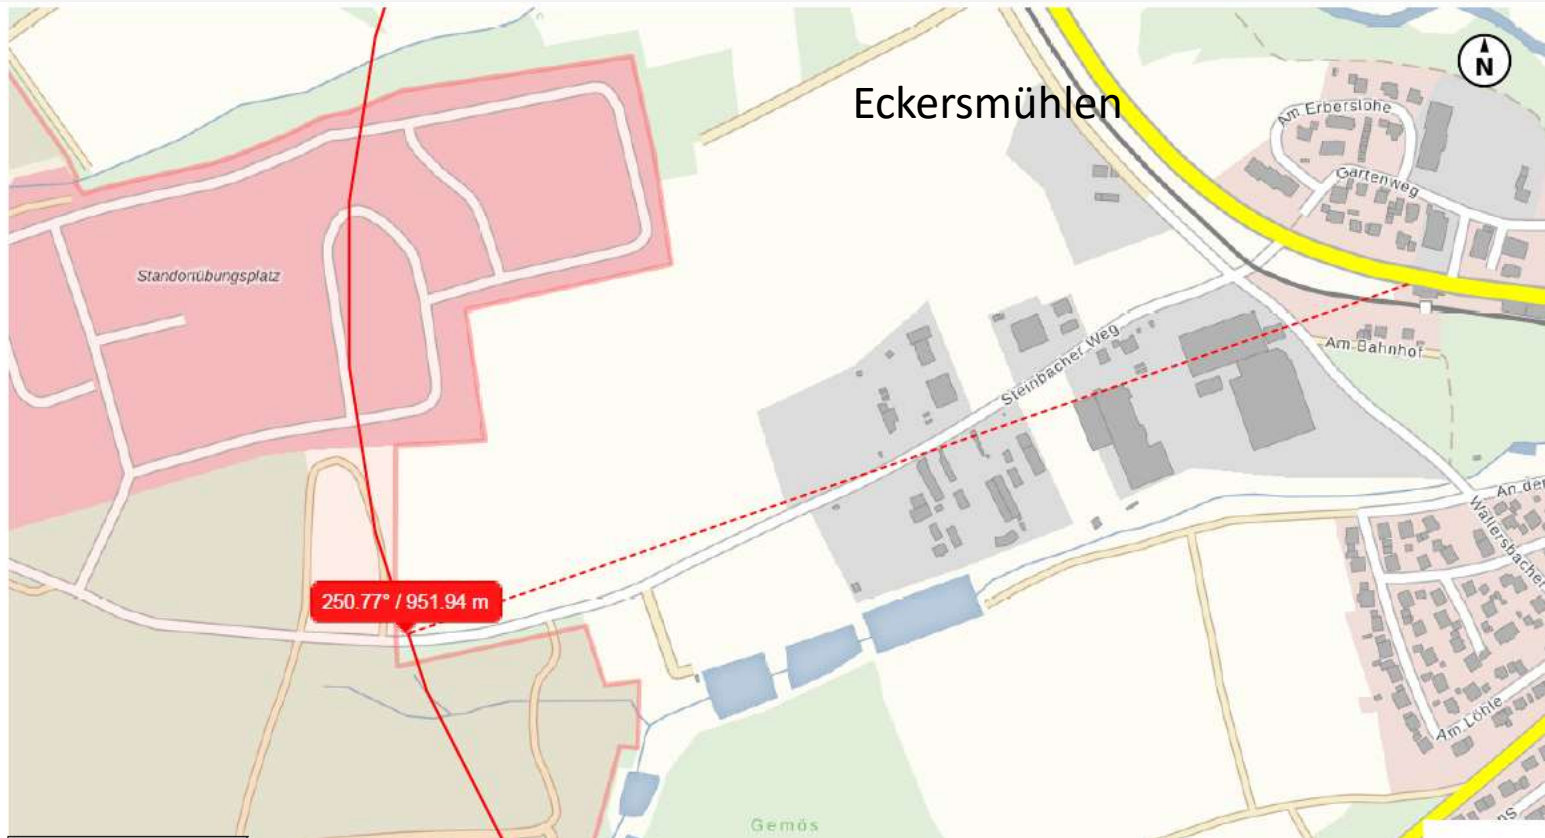 Eckersmühlen
N
Am Erberslohe
Gartenweg
Standortübungsplatz
Steinbacher Weg
Am Bahnhof
An der
Wallersbacher
250.77° / 951.94 m
Am Löhle
Gemös